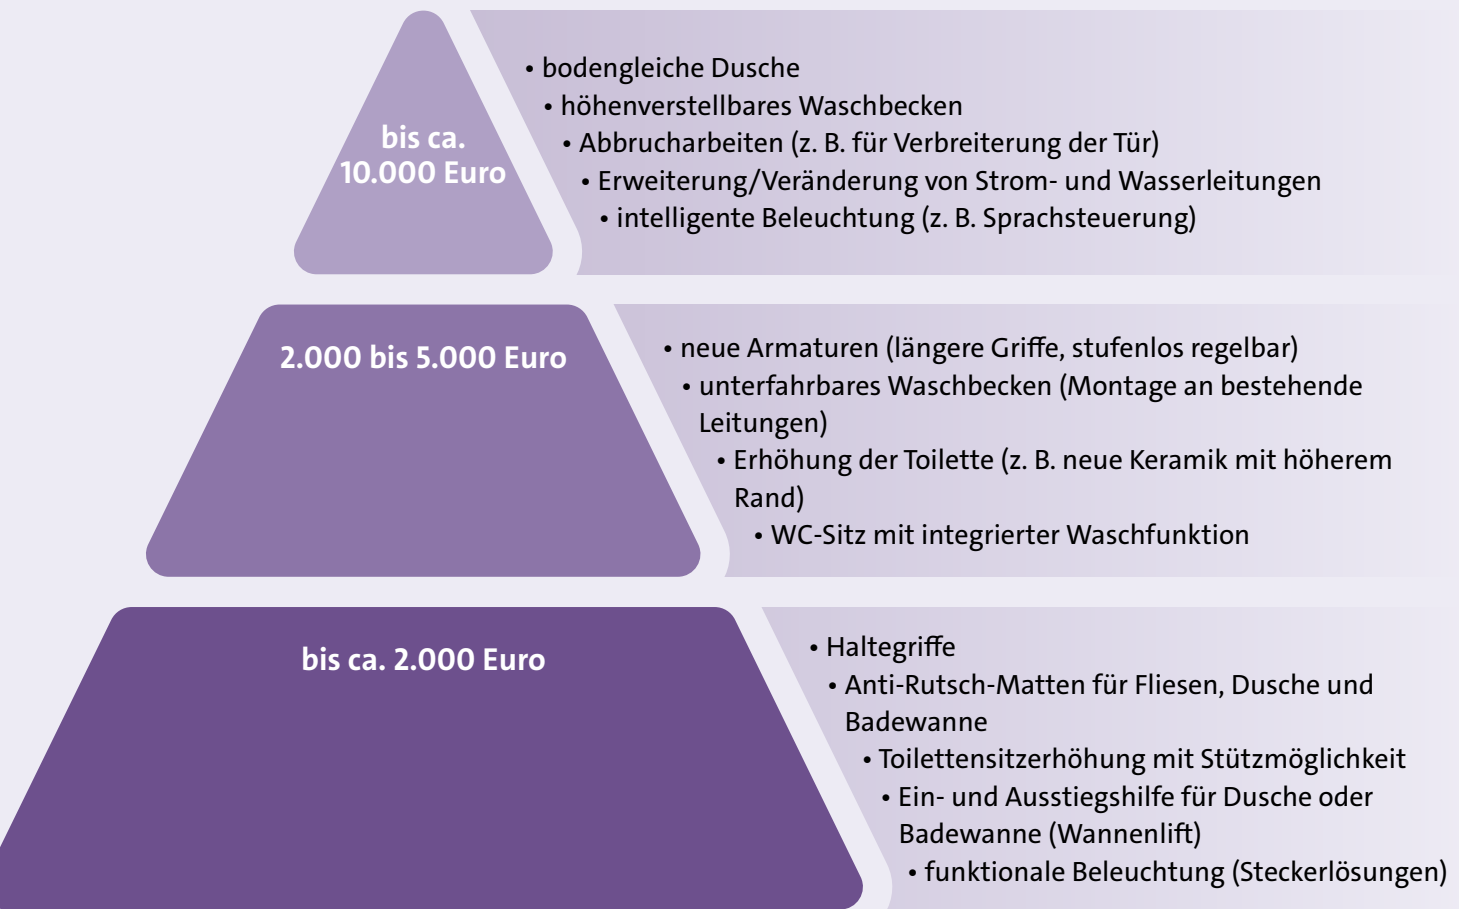 bis ca.
10.000 Euro
• bodengleiche Dusche
• höhenverstellbares Waschbecken
• Abbrucharbeiten (z. B. für Verbreiterung der Tür)
• Erweiterung/Veränderung von Strom- und Wasserleitungen
• intelligente Beleuchtung (z. B. Sprachsteuerung)
2.000 bis 5.000 Euro
• neue Armaturen (längere Griffe, stufenlos regelbar)
• unterfahrbares Waschbecken (Montage an bestehende
Leitungen)
• Erhöhung der Toilette (z. B. neue Keramik mit höherem
Rand)
• WC-Sitz mit integrierter Waschfunktion
bis ca. 2.000 Euro
• Haltegriffe
• Anti-Rutsch-Matten für Fliesen, Dusche und
Badewanne
• Toilettensitzerhöhung mit Stützmöglichkeit
• Ein- und Ausstiegshilfe für Dusche oder
Badewanne (Wannenlift)
• funktionale Beleuchtung (Steckerlösungen)